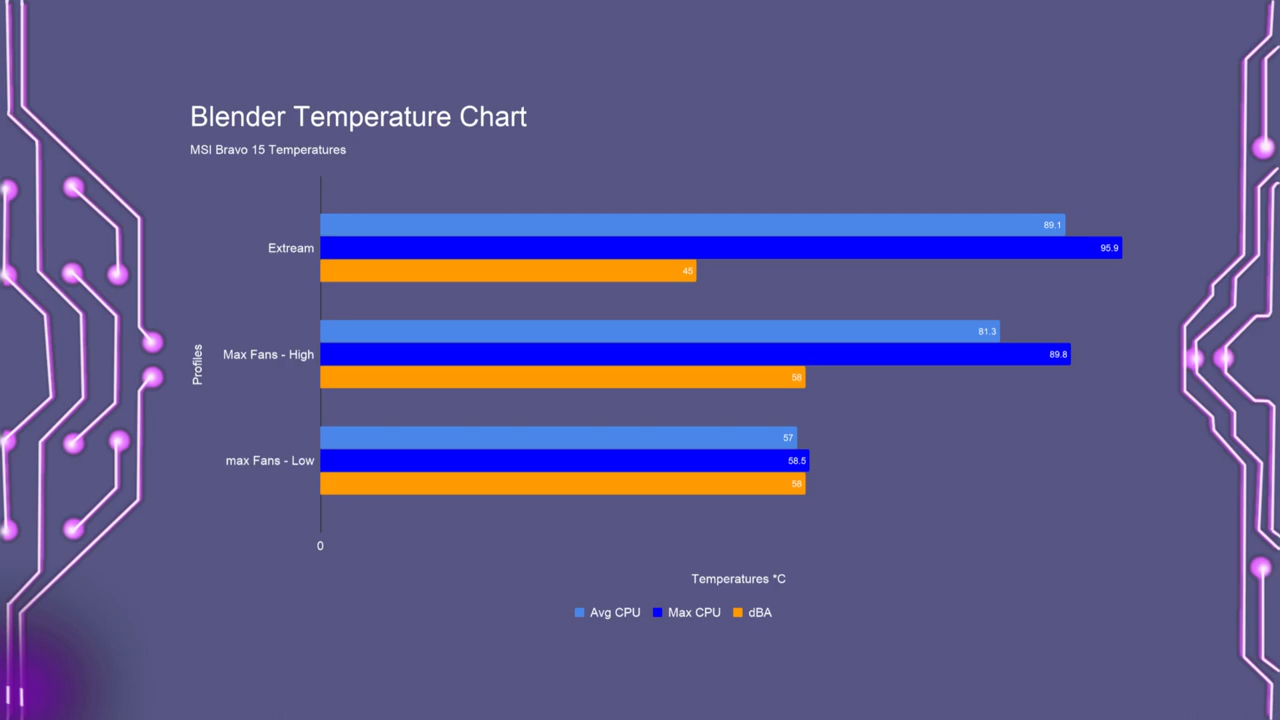 Blender Temperature Chart
MSI Bravo 15 Temperatures
Extream
89.1
95.9
45
Profiles
Max Fans - High
81.3
89.8
58
max Fans - Low
57
58.5
58
0
Temperatures *C
Avg CPU Max CPU dBA